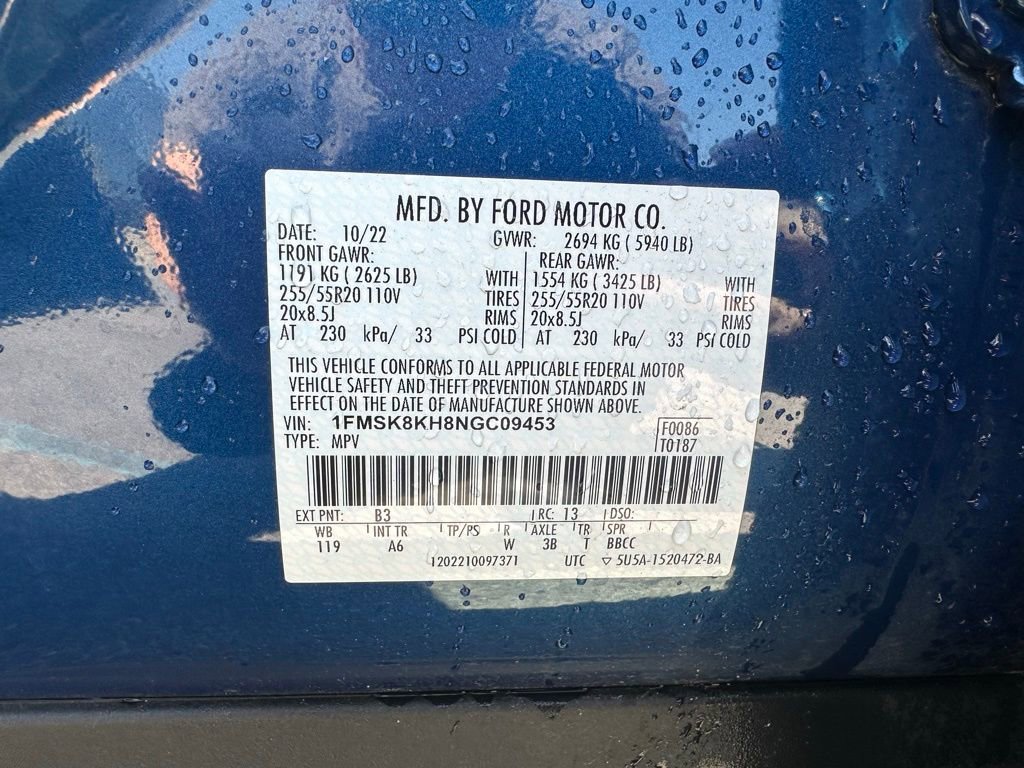 MFD. BY FORD MOTOR CO.
DATE: 10/22 GVWR: 2694 KG ( 5940 LB)
FRONT GAWR: REAR GAWR:
1191 KG ( 2625 LB) WITH 1554 KG ( 3425 LB) WITH
255/55R20 110V TIRES 255/55R20 110V TIRES
20x8.5J RIMS 20x8.5J RIMS
AT 230 kPa/ 33 PSI COLD AT 230 kPa/ 33 PSI COLD
THIS VEHICLE CONFORMS TO ALL APPLICABLE FEDERAL MOTOR
VEHICLE SAFETY AND THEFT PREVENTION STANDARDS IN
EFFECT ON THE DATE OF MANUFACTURE SHOWN ABOVE.
VIN: 1FMSK8KH8NGC09453 F0086
TYPE: MPV T0187
EXT PNT: B3 RC: 13 DSO:
WB INT TR TP/PS R AXLE TR SPR
119 A6 W 3B T BBCC
1202210097371 UTC ▽ 5U5A-1520472-BA